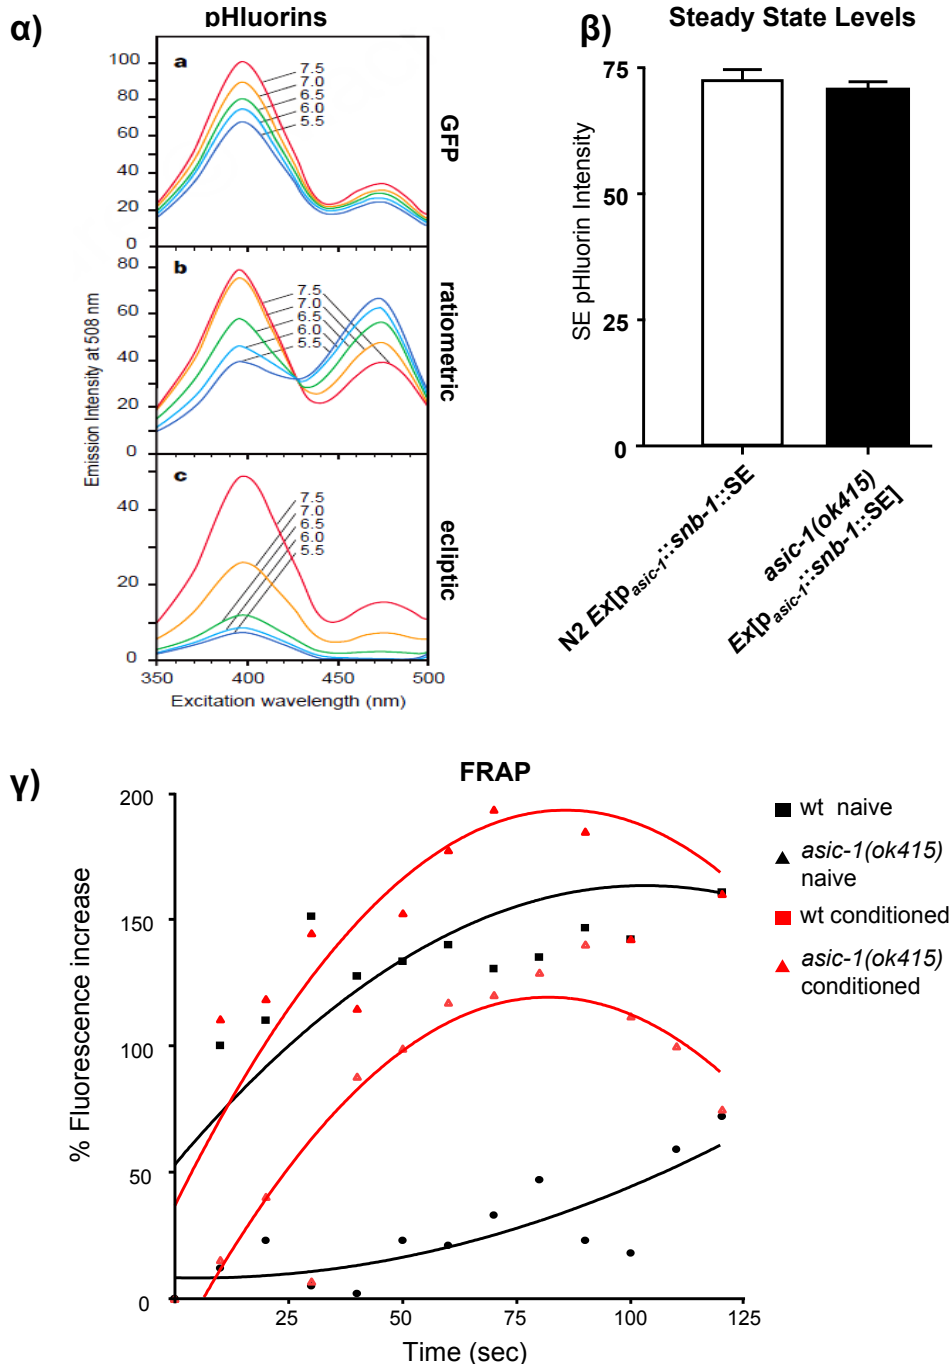 α)
pHluorins
a
100
80
60
40
20
0
7.5
7.0
6.5
6.0
5.5
GFP
b
80
60
40
20
0
7.5
7.0
6.5
6.0
5.5
ratiometric
c
40
20
0
7.5
7.0
6.5
6.0
5.5
ecliptic
Emission Intensity at 508 nm
350
400
450
500
Excitation wavelength (nm)
β)
Steady State Levels
SE pHluorin Intensity
75
50
25
0
N2 Ex[pasic-1::snb-1::SE
asic-1(ok415)
Ex[pasic-1::snb-1::SE]
γ)
FRAP
% Fluorescence increase
200
150
100
50
0
25
50
75
100
125
Time (sec)
wt naive
asic-1(ok415)
naive
wt conditioned
asic-1(ok415)
conditioned